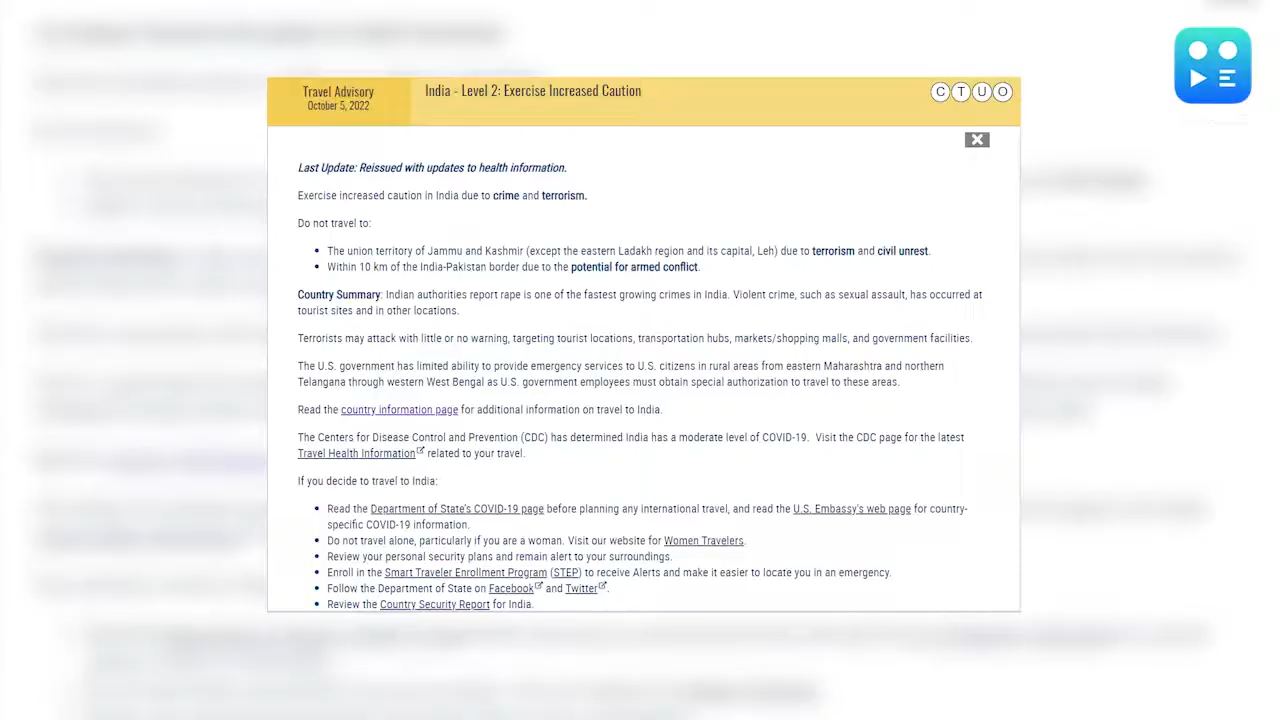 Travel Advisory
October 5, 2022
India - Level 2: Exercise Increased Caution
C T U O
Last Update: Reissued with updates to health information.
Exercise increased caution in India due to crime and terrorism.
Do not travel to:
• The union territory of Jammu and Kashmir (except the eastern Ladakh region and its capital, Leh) due to terrorism and civil unrest.
• Within 10 km of the India-Pakistan border due to the potential for armed conflict.
Country Summary: Indian authorities report rape is one of the fastest growing crimes in India. Violent crime, such as sexual assault, has occurred at
tourist sites and in other locations.
Terrorists may attack with little or no warning, targeting tourist locations, transportation hubs, markets/shopping malls, and government facilities.
The U.S. government has limited ability to provide emergency services to U.S. citizens in rural areas from eastern Maharashtra and northern
Telangana through western West Bengal as U.S. government employees must obtain special authorization to travel to these areas.
Read the country information page for additional information on travel to India.
The Centers for Disease Control and Prevention (CDC) has determined India has a moderate level of COVID-19. Visit the CDC page for the latest
Travel Health Information related to your travel.
If you decide to travel to India:
• Read the Department of State's COVID-19 page before planning any international travel, and read the U.S. Embassy's web page for country-
specific COVID-19 information.
• Do not travel alone, particularly if you are a woman. Visit our website for Women Travelers.
• Review your personal security plans and remain alert to your surroundings.
• Enroll in the Smart Traveler Enrollment Program (STEP) to receive Alerts and make it easier to locate you in an emergency.
• Follow the Department of State on Facebook and Twitter.
• Review the Country Security Report for India.